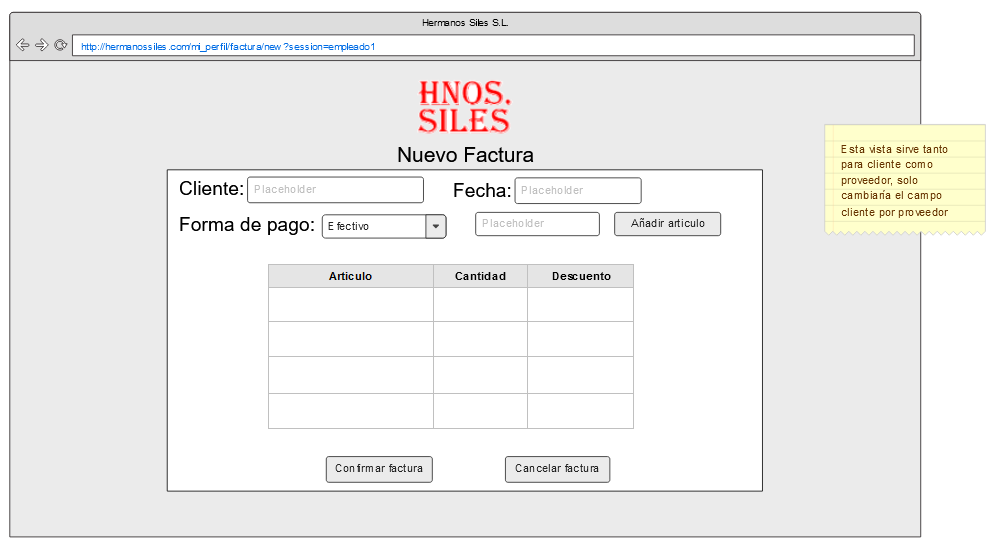 Hermanos Siles S.L.
http://hermanossiles.com/mi_perfil/factura/new?session=empleado1
HNOS.
SILES
Nuevo Factura
Cliente: Placeholder Fecha: Placeholder
Forma de pago: Efectivo Placeholder Añadir articulo
Articulo Cantidad Descuento
Confirmar factura Cancelar factura
Esta vista sirve tanto
para cliente como
proveedor, solo
cambiaría el campo
cliente por proveedor